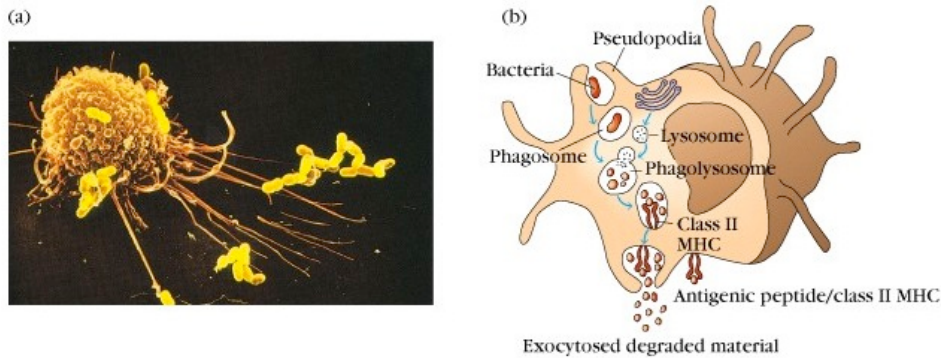 (a)
(b)
Pseudopodia
Bacteria
Lysosome
Phagosome
Phagolysosome
Class II
MHC
Antigenic peptide/class II MHC
Exocytosed degraded material